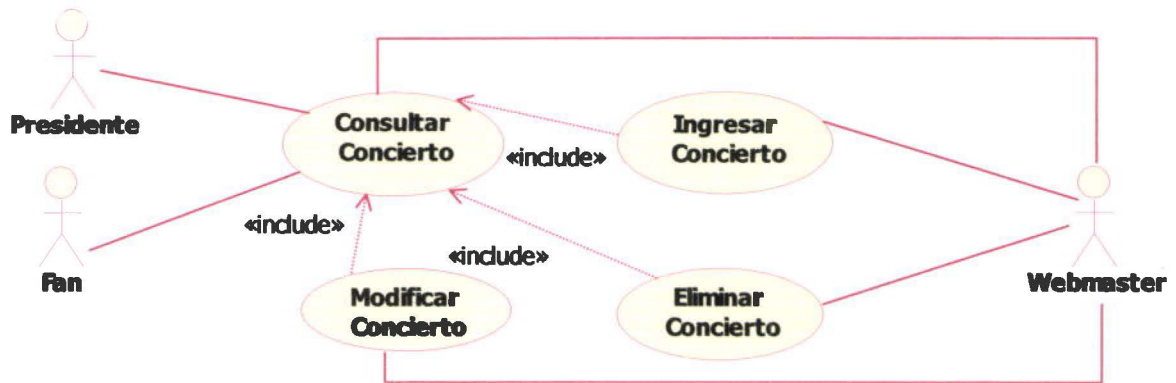 Presidente
Consultar
Concierto
Ingresar
Concierto
«include»
Fan
«include»
«include»
Webmaster
Modificar
Concierto
Eliminar
Concierto